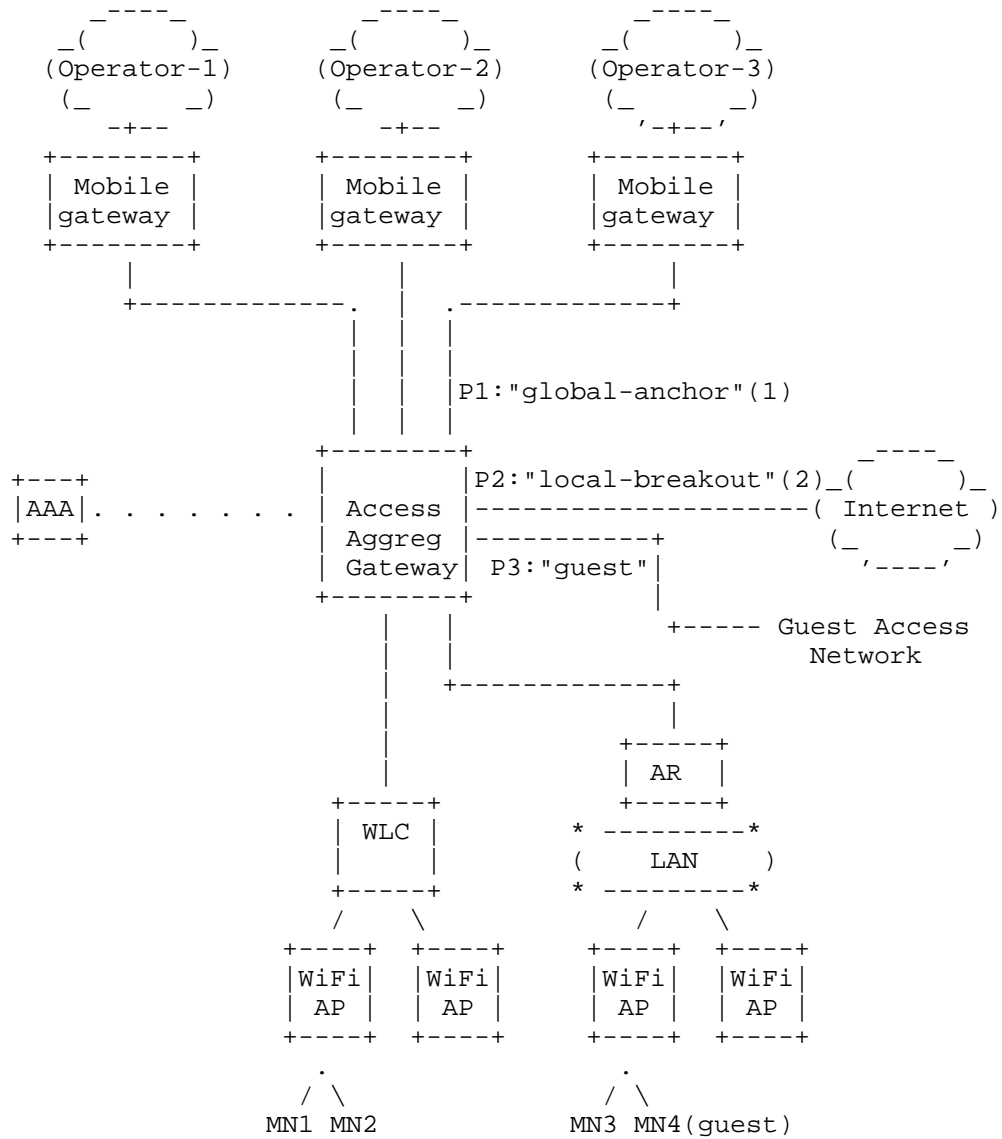 (Operator-1) (Operator-2) (Operator-3)
Mobile Mobile Mobile
gateway gateway gateway
P1:"global-anchor"(1)
P2:"local-breakout"(2)
AAA Access Internet
Aggreg
Gateway P3:"guest"
Guest Access
Network
AR
WLC
LAN
WiFi WiFi WiFi WiFi
AP AP AP AP
MN1 MN2 MN3 MN4(guest)